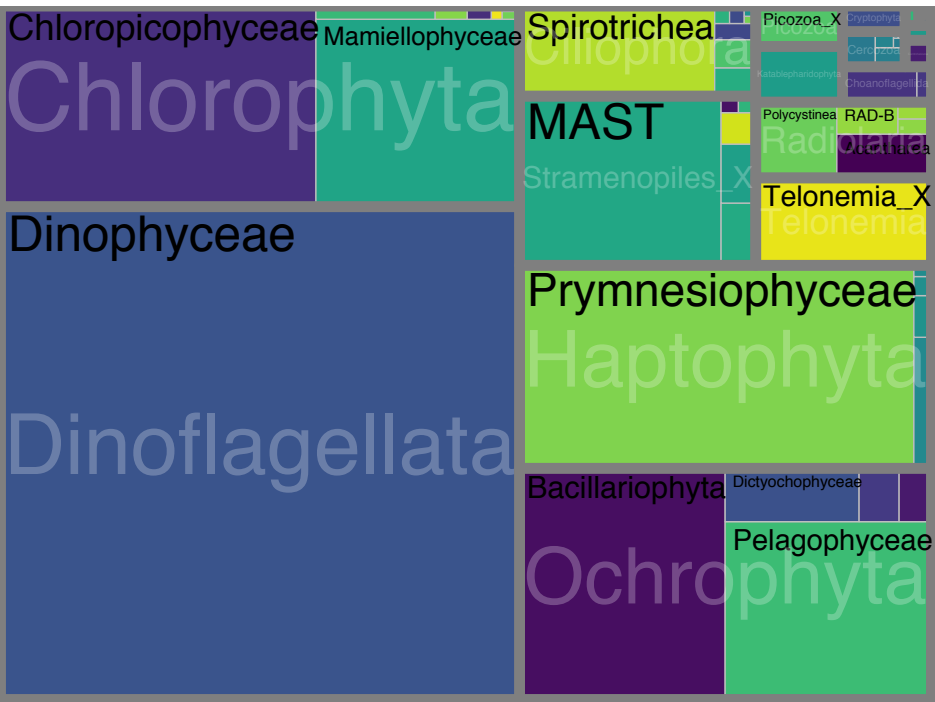 Chloropicophyceae
Mamiellophyceae
Chlorophyta
Dinophyceae
Dinoflagellata
Spirotrichea
Ciliophora
MAST
Stramenopiles_X
Picozoa_X
Picozoa
Cryptophyta
Cercozoa
Katablepharidophyta
Choanoflagellida
Polycystinea
RAD-B
Acantharea
Radiolaria
Telonemia_X
Telonemia
Prymnesiophyceae
Haptophyta
Bacillariophyta
Dictyochophyceae
Pelagophyceae
Ochrophyta